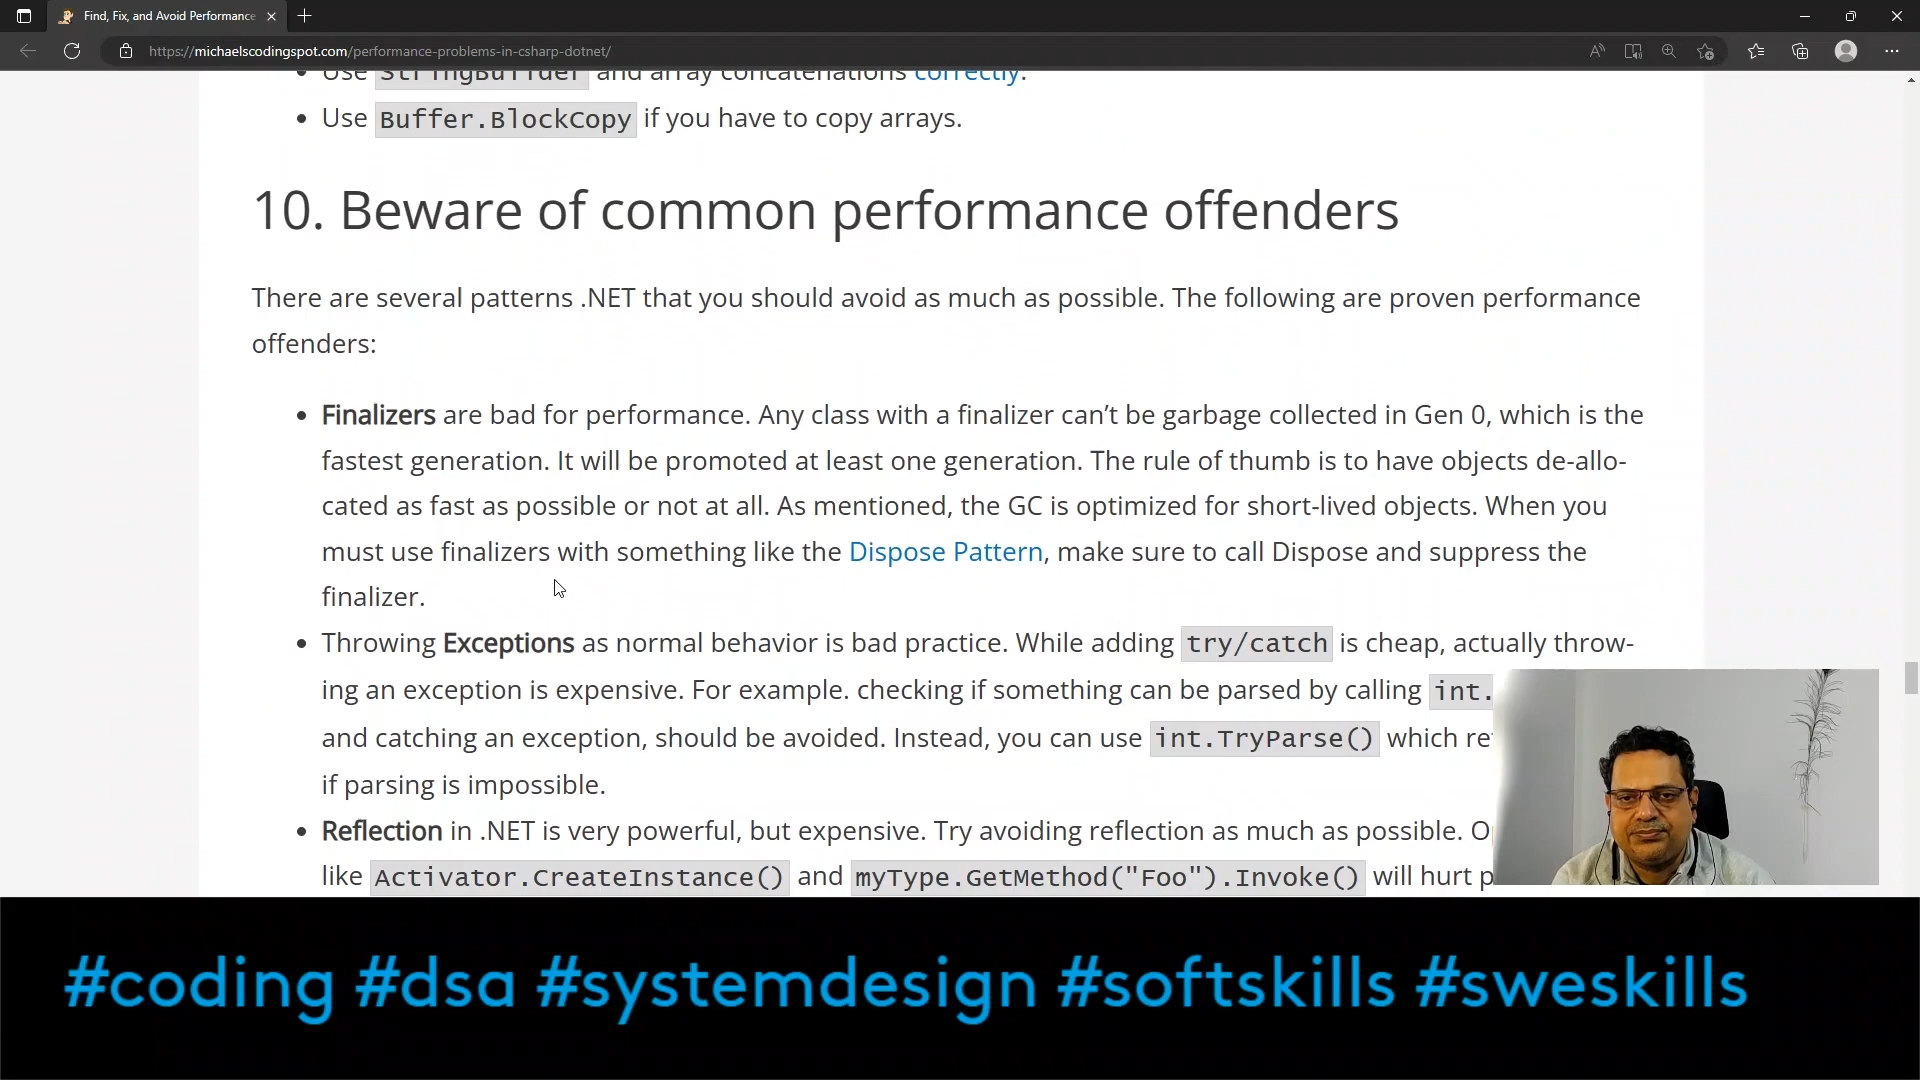 Find, Fix, and Avoid Performance
https://michaelscodingspot.com/performance-problems-in-csharp-dotnet/
Use StringBuilder and array concatenations correctly.
Use Buffer.BlockCopy if you have to copy arrays.
10. Beware of common performance offenders
There are several patterns .NET that you should avoid as much as possible. The following are proven performance
offenders:
Finalizers are bad for performance. Any class with a finalizer can’t be garbage collected in Gen 0, which is the
fastest generation. It will be promoted at least one generation. The rule of thumb is to have objects de-allo-
cated as fast as possible or not at all. As mentioned, the GC is optimized for short-lived objects. When you
must use finalizers with something like the Dispose Pattern, make sure to call Dispose and suppress the
finalizer.
Throwing Exceptions as normal behavior is bad practice. While adding try/catch is cheap, actually throw-
ing an exception is expensive. For example. checking if something can be parsed by calling int.
and catching an exception, should be avoided. Instead, you can use int.TryParse() which
if parsing is impossible.
Reflection in .NET is very powerful, but expensive. Try avoiding reflection as much as possible.
like Activator.CreateInstance() and myType.GetMethod("Foo").Invoke() will hurt
#coding #dsa #systemdesign #softskills #sweskills